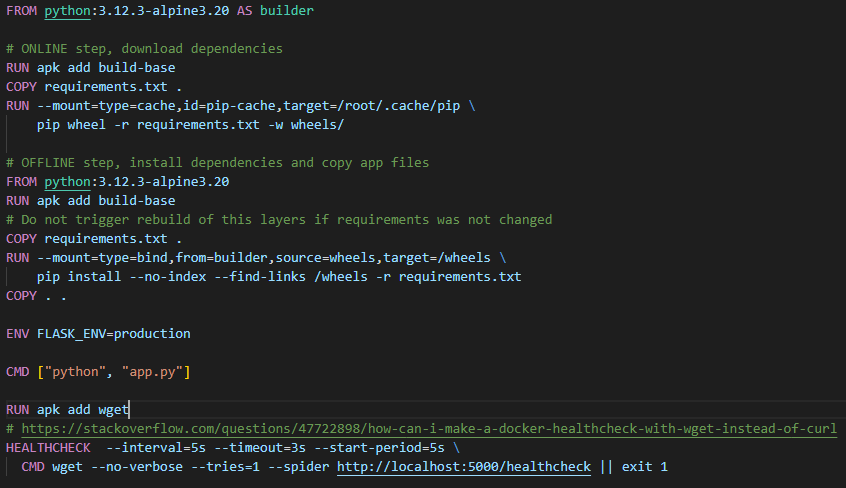 FROM python:3.12.3-alpine3.20 AS builder
# ONLINE step, download dependencies
RUN apk add build-base
COPY requirements.txt .
RUN --mount=type=cache,id=pip-cache,target=/root/.cache/pip \
    pip wheel -r requirements.txt -w wheels/
# OFFLINE step, install dependencies and copy app files
FROM python:3.12.3-alpine3.20
RUN apk add build-base
# Do not trigger rebuild of this layers if requirements was not changed
COPY requirements.txt .
RUN --mount=type=bind,from=builder,source=wheels,target=/wheels \
    pip install --no-index --find-links /wheels -r requirements.txt
COPY . .
ENV FLASK_ENV=production
CMD ["python", "app.py"]
RUN apk add wget
# https://stackoverflow.com/questions/47722898/how-can-i-make-a-docker-healthcheck-with-wget-instead-of-curl
HEALTHCHECK  --interval=5s --timeout=3s --start-period=5s \
  CMD wget --no-verbose --tries=1 --spider http://localhost:5000/healthcheck || exit 1